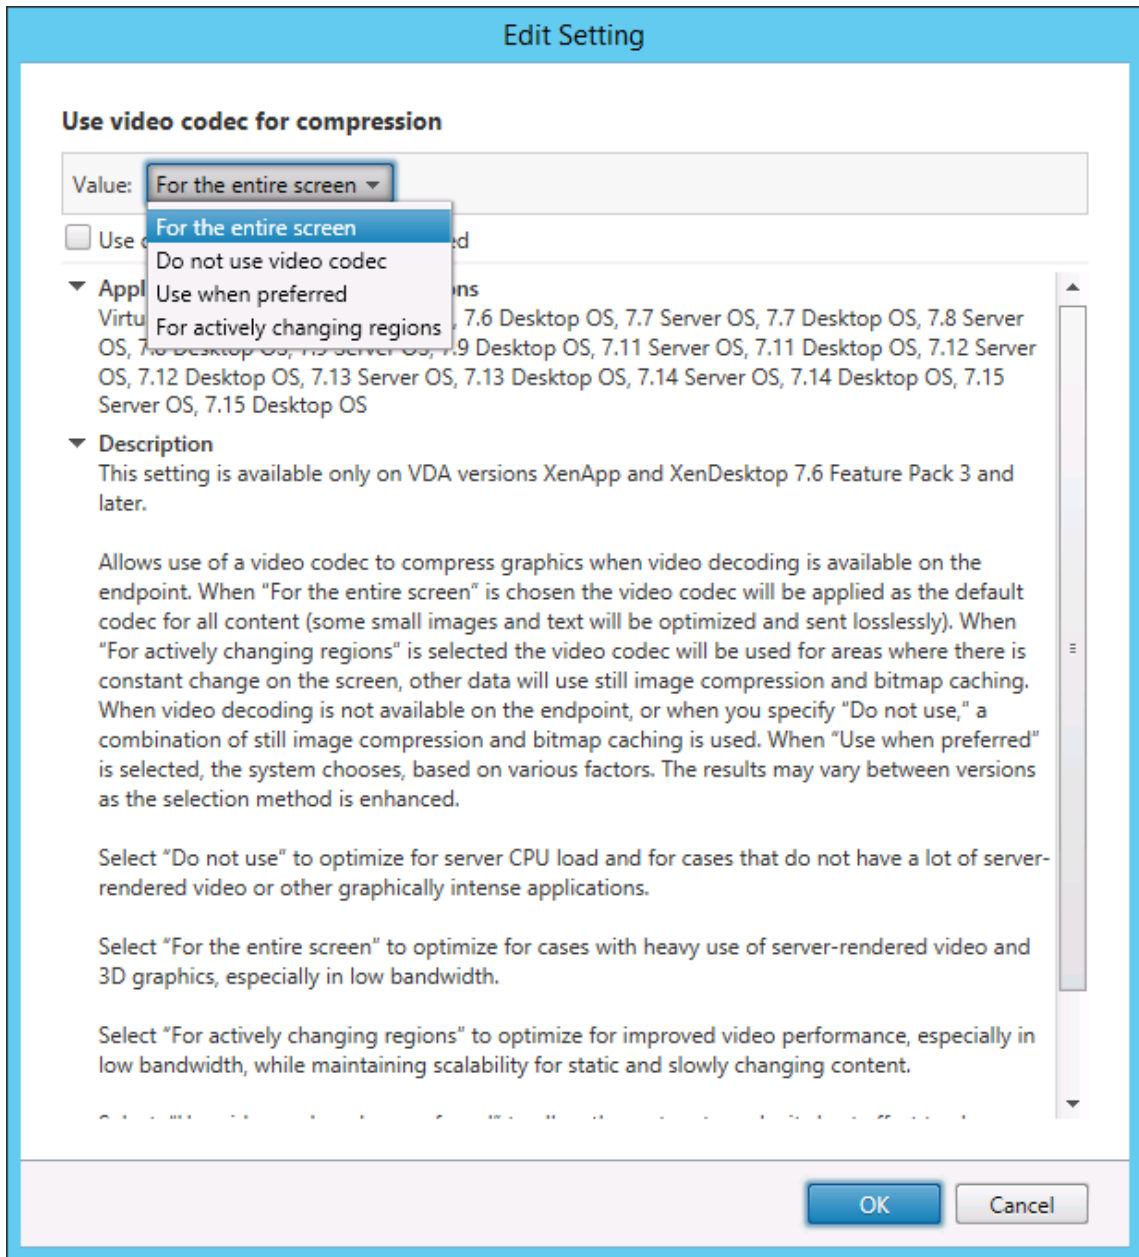 Edit Setting
Use video codec for compression
Value: For the entire screen
For the entire screen
Use ed
Do not use video codec
Appl ns
Use when preferred
Virtu , 7.6 Desktop OS, 7.7 Server OS, 7.7 Desktop OS, 7.8 Server
For actively changing regions
OS, 7.8 Desktop OS, 7.9 Server OS, 7.9 Desktop OS, 7.11 Server OS, 7.11 Desktop OS, 7.12 Server
OS, 7.12 Desktop OS, 7.13 Server OS, 7.13 Desktop OS, 7.14 Server OS, 7.14 Desktop OS, 7.15
Server OS, 7.15 Desktop OS
Description
This setting is available only on VDA versions XenApp and XenDesktop 7.6 Feature Pack 3 and
later.
Allows use of a video codec to compress graphics when video decoding is available on the
endpoint. When “For the entire screen” is chosen the video codec will be applied as the default
codec for all content (some small images and text will be optimized and sent losslessly). When
“For actively changing regions” is selected the video codec will be used for areas where there is
constant change on the screen, other data will use still image compression and bitmap caching.
When video decoding is not available on the endpoint, or when you specify “Do not use,” a
combination of still image compression and bitmap caching is used. When “Use when preferred”
is selected, the system chooses, based on various factors. The results may vary between versions
as the selection method is enhanced.
Select “Do not use” to optimize for server CPU load and for cases that do not have a lot of server-
rendered video or other graphically intense applications.
Select “For the entire screen” to optimize for cases with heavy use of server-rendered video and
3D graphics, especially in low bandwidth.
Select “For actively changing regions” to optimize for improved video performance, especially in
low bandwidth, while maintaining scalability for static and slowly changing content.
OK Cancel